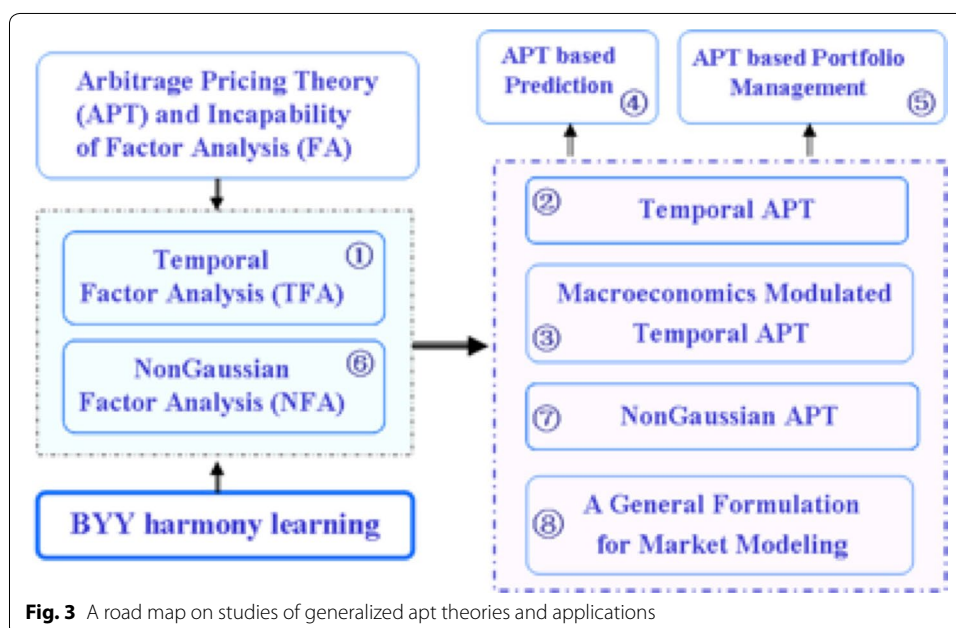 Arbitrage Pricing Theory
(APT) and Incapability
of Factor Analysis (FA)
APT based
Prediction ④
APT based Portfolio
Management ⑤
Temporal ①
Factor Analysis (TFA)
NonGaussian ⑥
Factor Analysis (NFA)
BYY harmony learning
② Temporal APT
Macroeconomics Modulated
③ Temporal APT
⑦ NonGaussian APT
⑧ A General Formulation
for Market Modeling
Fig. 3 A road map on studies of generalized apt theories and applications